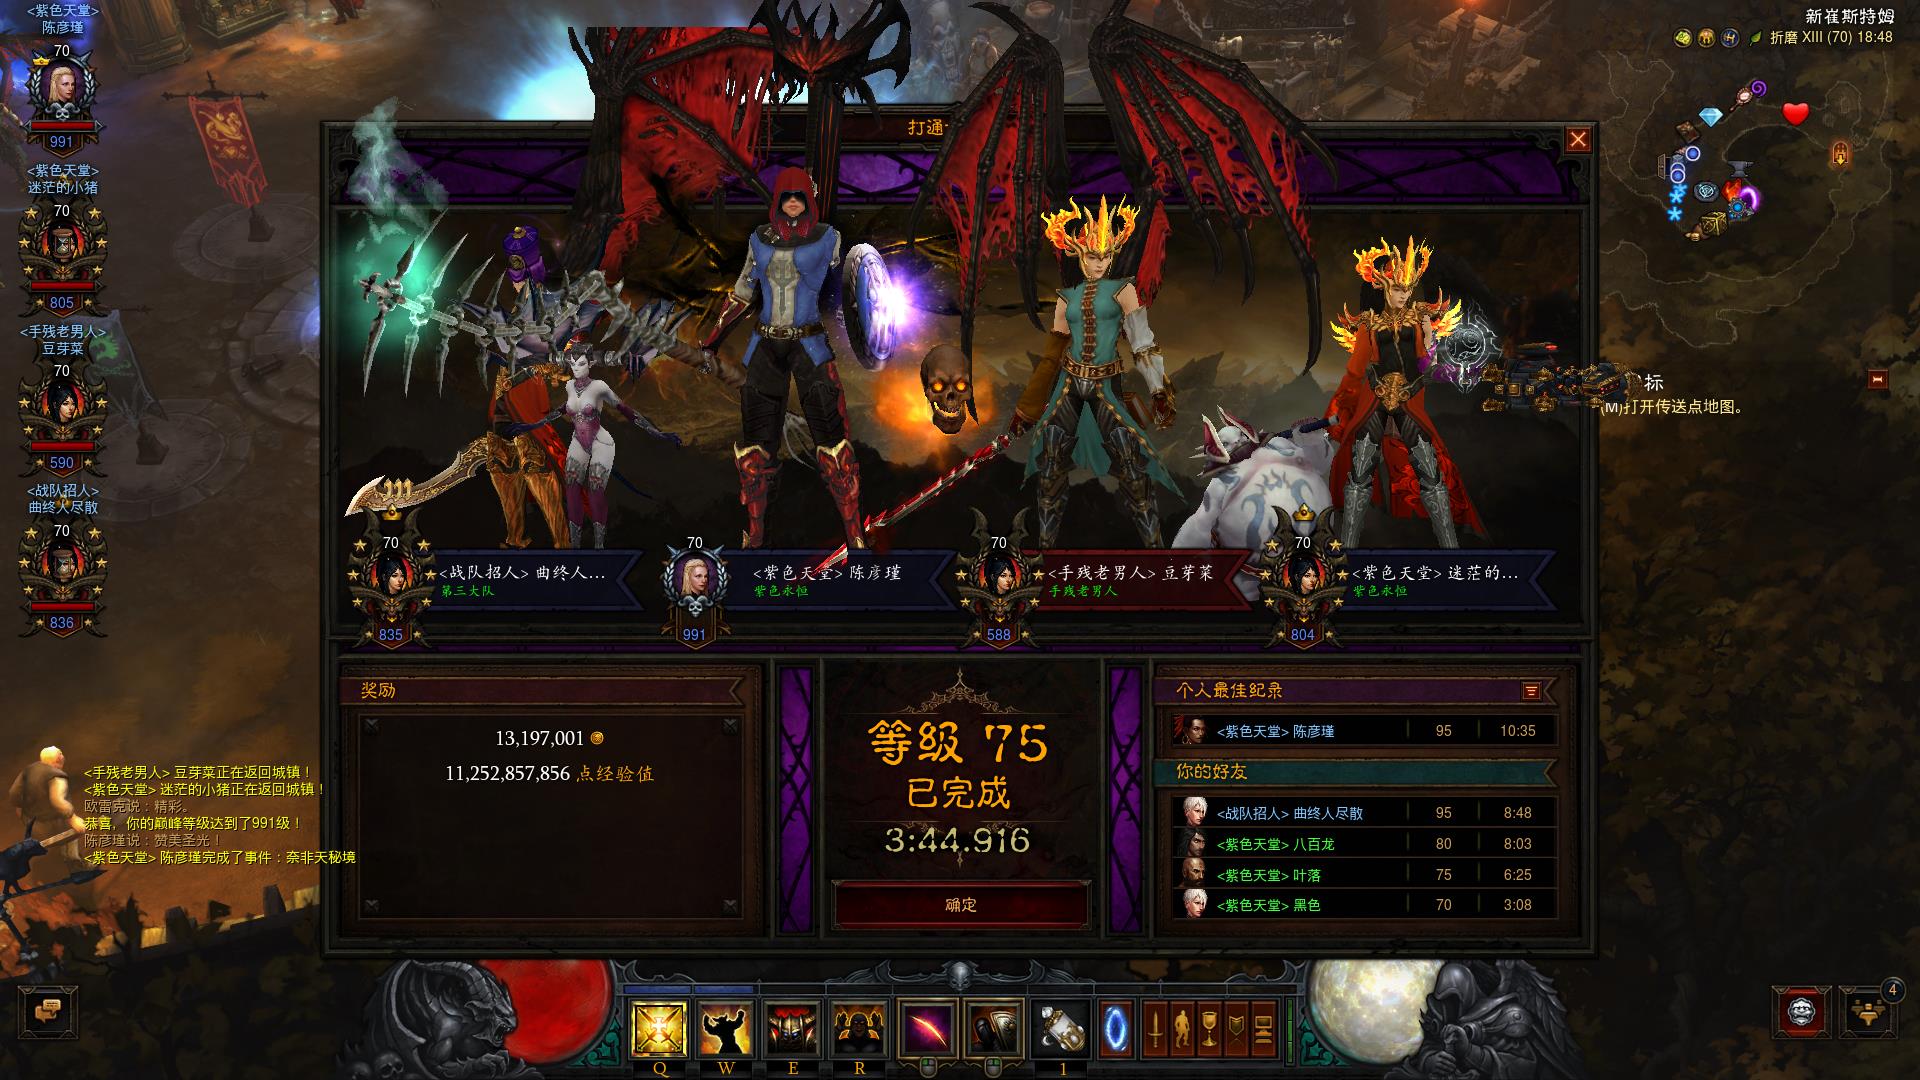 <紫色天堂>
陈彦瑾
70
991
<紫色天堂>
迷茫的小猪
70
805
<手残老男人>
豆芽菜
70
590
<战队招人>
曲终人尽散
70
836
新崔斯特姆
折磨 XIII (70) 18:48
打通
标
(M)打开传送点地图。
70
<战队招人> 曲终人...
第三大队
835
70
<紫色天堂> 陈彦瑾
紫色永恒
991
70
<手残老男人> 豆芽菜
手残老男人
588
70
<紫色天堂> 迷茫的...
紫色永恒
804
奖励
13,197,001
11,252,857,856 点经验值
等级 75
已完成
3:44.916
确定
个人最佳纪录
<紫色天堂> 陈彦瑾 95 10:35
你的好友
<战队招人> 曲终人尽散 95 8:48
<紫色天堂> 八百龙 80 8:03
<紫色天堂> 叶落 75 6:25
<紫色天堂> 黑色 70 3:08
<手残老男人> 豆芽菜正在返回城镇！
<紫色天堂> 迷茫的小猪正在返回城镇！
欧雷克说：精彩。
恭喜，你的巅峰等级达到了991级！
陈彦瑾说：赞美圣光！
<紫色天堂> 陈彦瑾完成了事件：奈非天秘境
Q W E R 1
4